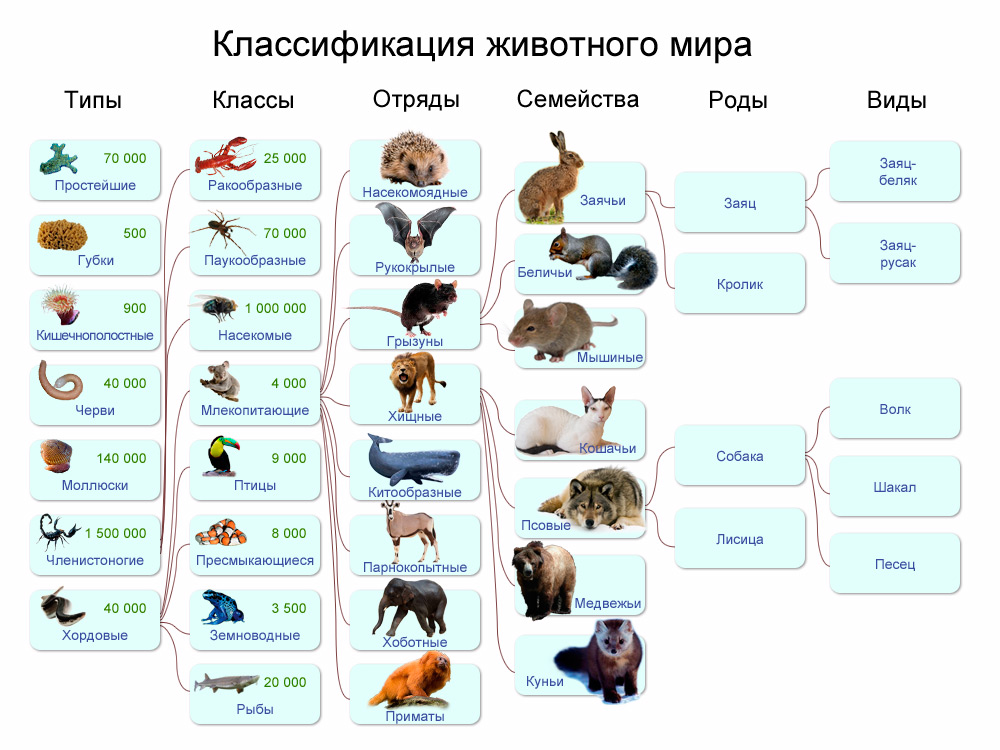 Классификация животного мира
Типы
Классы
Отряды
Семейства
Роды
Виды
70 000
Простейшие
500
Губки
900
Кишечнополостные
40 000
Черви
140 000
Моллюски
1 500 000
Членистоногие
40 000
Хордовые
25 000
Ракообразные
70 000
Паукообразные
1 000 000
Насекомые
4 000
Млекопитающие
9 000
Птицы
8 000
Пресмыкающиеся
3 500
Земноводные
20 000
Рыбы
Насекомоядные
Рукокрылые
Грызуны
Хищные
Китообразные
Парнокопытные
Хоботные
Приматы
Заячьи
Беличьи
Мышиные
Кошачьи
Псовые
Медвежьи
Куньи
Заяц
Кролик
Собака
Лисица
Заяц-
беляк
Заяц-
русак
Волк
Шакал
Песец